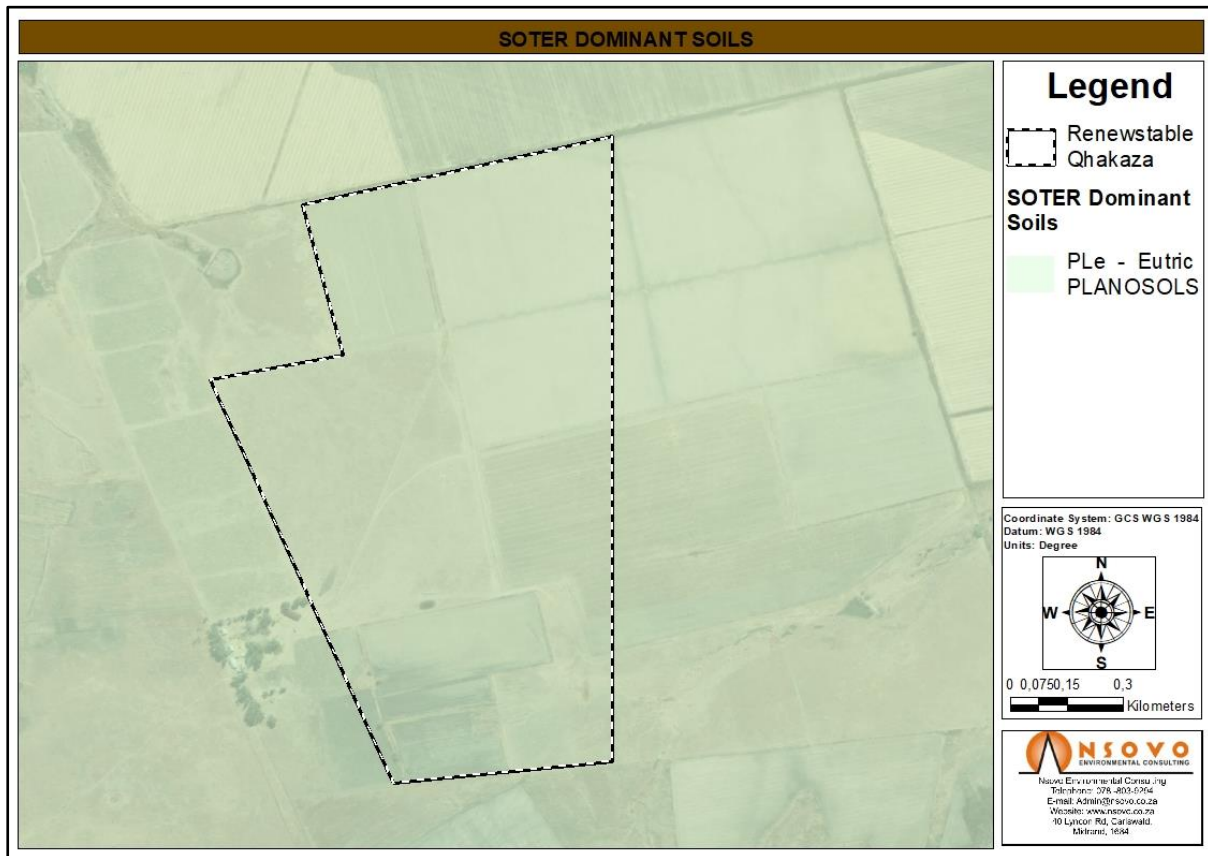 SOTER DOMINANT SOILS
Legend
Renewstable
Qhakaza
SOTER Dominant
Soils
PLe - Eutric
PLANOSOLS
Coordinate System: GCS WGS 1984
Datum: WGS 1984
Units: Degree
N
W E
S
0 0,0750,15 0,3
Kilometers
NSOVO
ENVIRONMENTAL CONSULTING
Nsovo Environmental Consulting
Telephone: 078-803-9294
E-mail: Admin@nsovo.co.za
Website: www.nsovo.co.za
40 Lyncon Rd, Carlswald,
Midrand, 1684